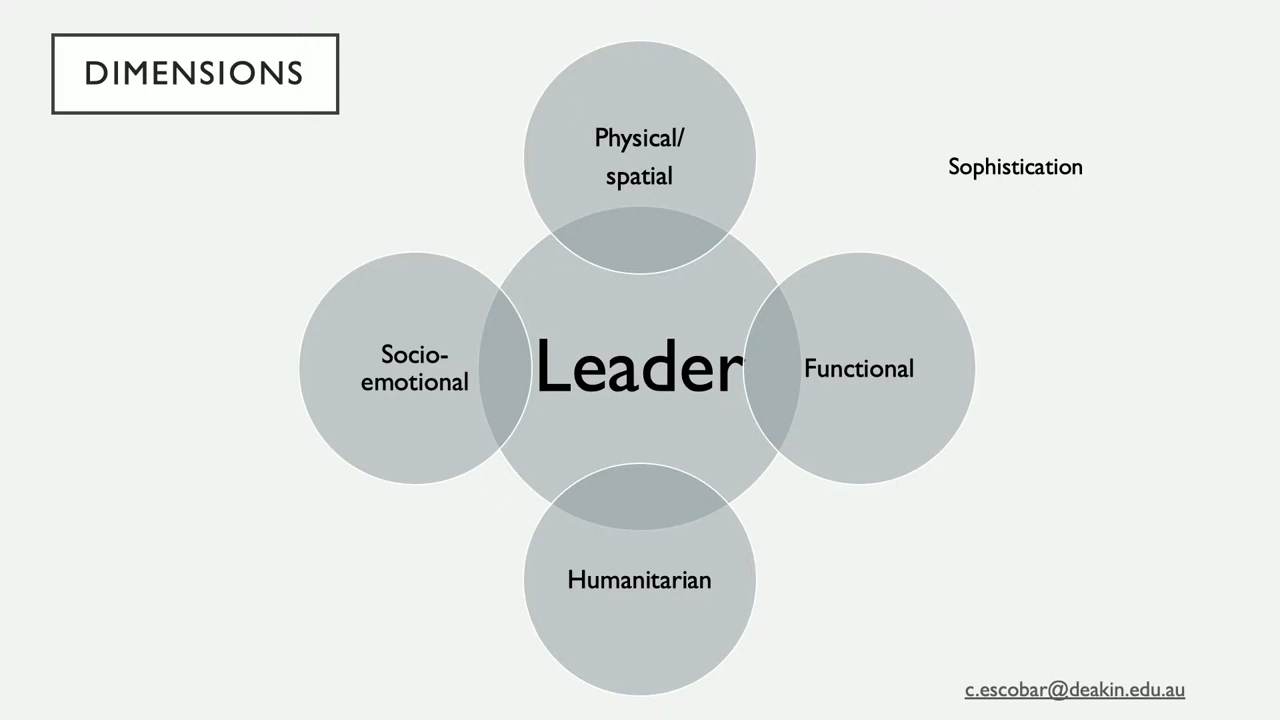 DIMENSIONS
Physical/
spatial
Sophistication
Socio-
emotional
Leader
Functional
Humanitarian
c.escobar@deakin.edu.au